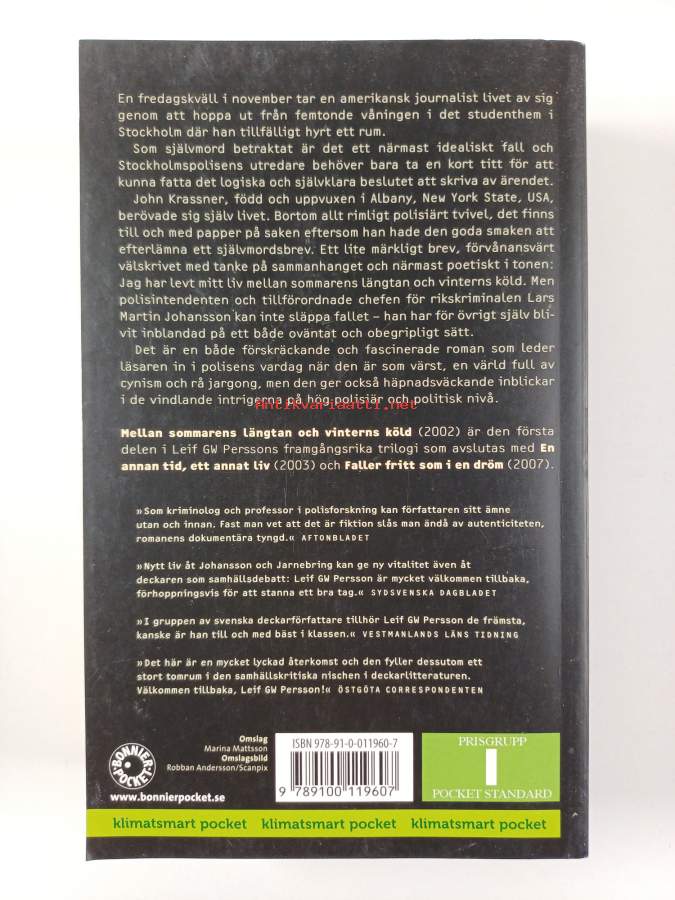 En fredagskväll i november tar en amerikansk journalist livet av sig
genom att hoppa ut från femtonde våningen i det studenthem i
Stockholm där han tillfälligt hyrt ett rum.
Som självmord betraktat är det ett närmast idealiskt fall och
Stockholmspolisens utredare behöver bara ta en kort titt för att
kunna fatta det logiska och självklara beslutet att skriva av ärendet.
John Krassner, född och uppvuxen i Albany, New York State, USA,
berövade sig själv livet. Bortom allt rimligt polisiärt tvivel, det finns
till och med papper på saken eftersom han hade den goda smaken att
efterlämna ett självmordsbrev. Ett lite märkligt brev, förvånansvärt
välskrivet med tanke på sammanhanget och närmast poetiskt i tonen:
Jag har levt mitt liv mellan sommarens längtan och vinterns köld. Men
polisintendenten och tillförordnade chefen för rikskriminalen Lars
Martin Johansson kan inte släppa fallet – han har för övrigt själv bli-
vit inblandad på ett både oväntat och obegripligt sätt.
Det är en både förskräckande och fascinerade roman som leder
läsaren in i polisens vardag när den är som värst, en värld full av
cynism och rå jargong, men den ger också häpnadsväckande inblickar
i de vindlande intrigerna på hög polisiär och politisk nivå.
Antikvariaatti.net
Mellan sommarens längtan och vinterns köld (2002) är den första
delen i Leif GW Perssons framgångsrika trilogi som avslutas med En
annan tid, ett annat liv (2003) och Faller fritt som i en dröm (2007).
»Som kriminolog och professor i polisforskning kan författaren sitt ämne
utan och innan. Fast man vet att det är fiktion slås man ändå av autenticiteten,
romanens dokumentära tyngd.« AFTONBLADET
»Nytt liv åt Johansson och Jarnebring kan ge ny vitalitet även åt
deckaren som samhällsdebatt: Leif GW Persson är mycket välkommen tillbaka,
förhoppningsvis för att stanna ett bra tag.« SYDSVENSKA DAGBLADET
»I gruppen av svenska deckarförfattare tillhör Leif GW Persson de främsta,
kanske är han till och med bäst i klassen.« VESTMANLANDS LÄNS TIDNING
»Det här är en mycket lyckad återkomst och den fyller dessutom ett
stort tomrum i den samhällskritiska nischen i deckarlitteraturen.
Välkommen tillbaka, Leif GW Persson!« ÖSTGÖTA CORRESPONDENTEN
BONNIER POCKET
www.bonnierpocket.se
Omslag
Marina Mattsson
Omslagsbild
Robban Andersson/Scanpix
ISBN 978-91-0-011960-7
9 789100 119607
PRISGRUPP
1
POCKET STANDARD
klimatsmart pocket klimatsmart pocket klimatsmart pocket